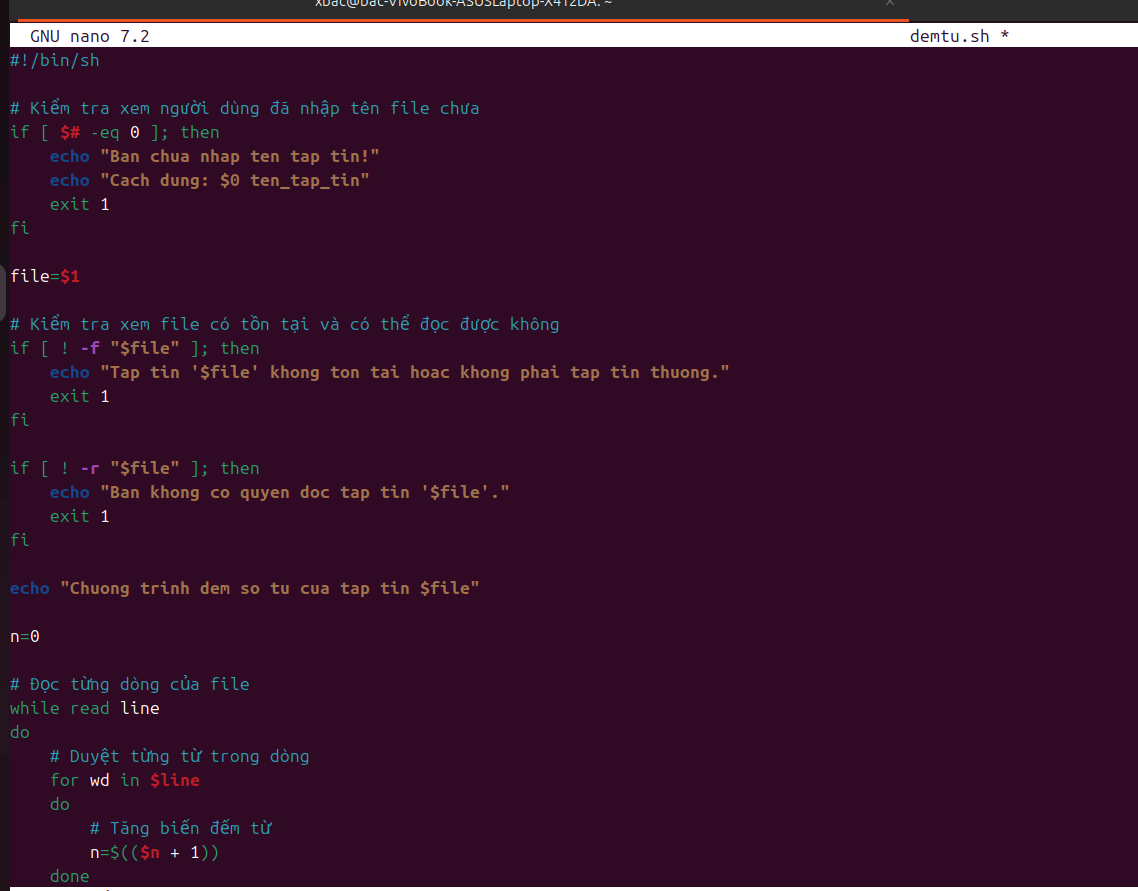 xbac@bac-VivoBook-ASUSLaptop-X412DA: ~
GNU nano 7.2 demtu.sh *
#!/bin/sh

# Kiểm tra xem người dùng đã nhập tên file chưa
if [ $# -eq 0 ]; then
    echo "Ban chua nhap ten tap tin!"
    echo "Cach dung: $0 ten_tap_tin"
    exit 1
fi

file=$1

# Kiểm tra xem file có tồn tại và có thể đọc được không
if [ ! -f "$file" ]; then
    echo "Tap tin '$file' khong ton tai hoac khong phai tap tin thuong."
    exit 1
fi

if [ ! -r "$file" ]; then
    echo "Ban khong co quyen doc tap tin '$file'."
    exit 1
fi

echo "Chuong trinh dem so tu cua tap tin $file"

n=0

# Đọc từng dòng của file
while read line
do
    # Duyệt từng từ trong dòng
    for wd in $line
    do
        # Tăng biến đếm từ
        n=$(($n + 1))
    done